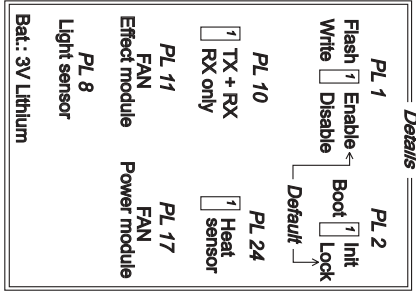 Details
PL 1
Flash 1 Enable
Write Disable
PL 2
Boot 1 Init
Lock
Default
PL 10
1 TX + RX
RX only
PL 24
1 Heat
sensor
PL 11
FAN
Effect module
PL 17
FAN
Power module
PL 8
Light sensor
Bat.: 3V Lithium